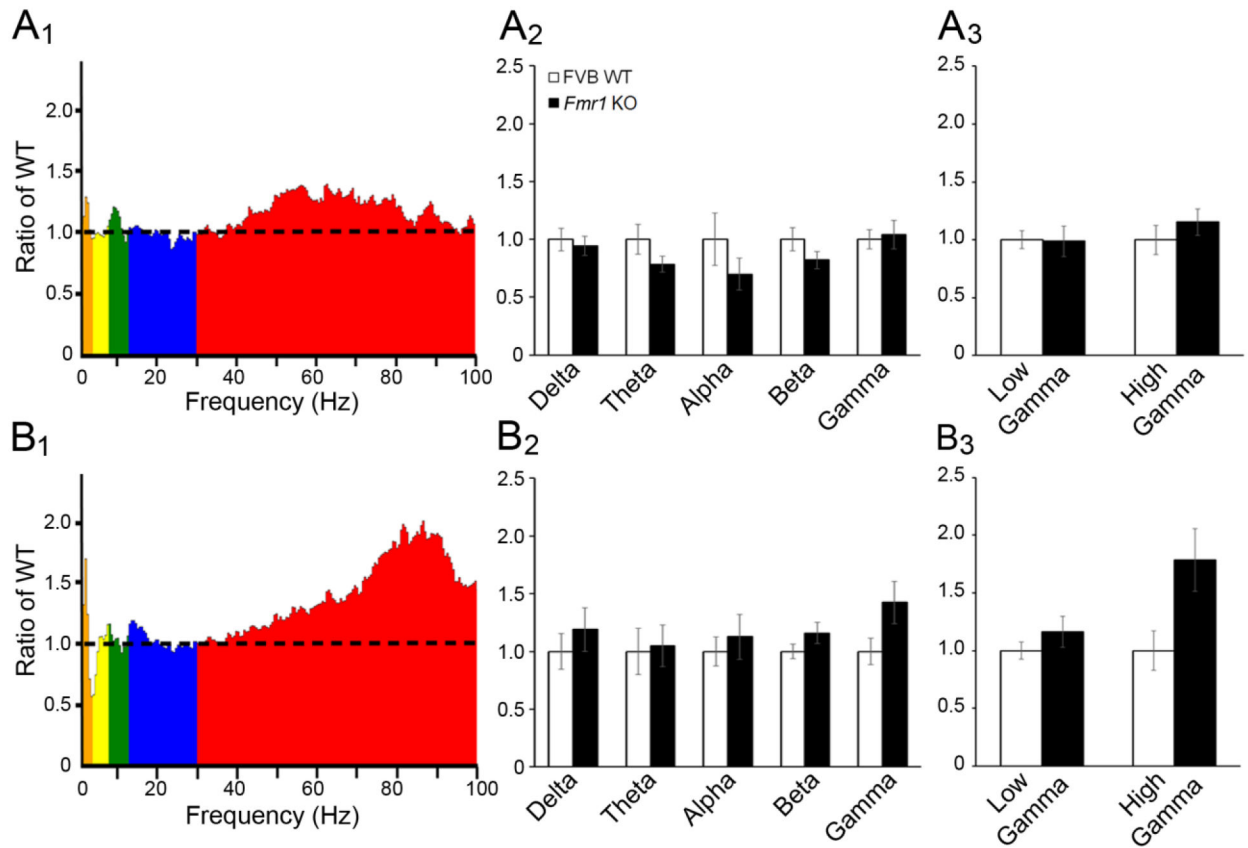 A1
A2
A3
Ratio of WT
2.0
1.5
1.0
0.5
0
0
20
40
60
80
100
Frequency (Hz)
2.5
2.0
1.5
1.0
0.5
0
FVB WT
Fmr1 KO
Delta
Theta
Alpha
Beta
Gamma
2.5
2.0
1.5
1.0
0.5
0
Low
Gamma
High
Gamma
B1
B2
B3
Ratio of WT
2.0
1.5
1.0
0.5
0
0
20
40
60
80
100
Frequency (Hz)
2.5
2.0
1.5
1.0
0.5
0
Delta
Theta
Alpha
Beta
Gamma
2.5
2.0
1.5
1.0
0.5
0
Low
Gamma
High
Gamma